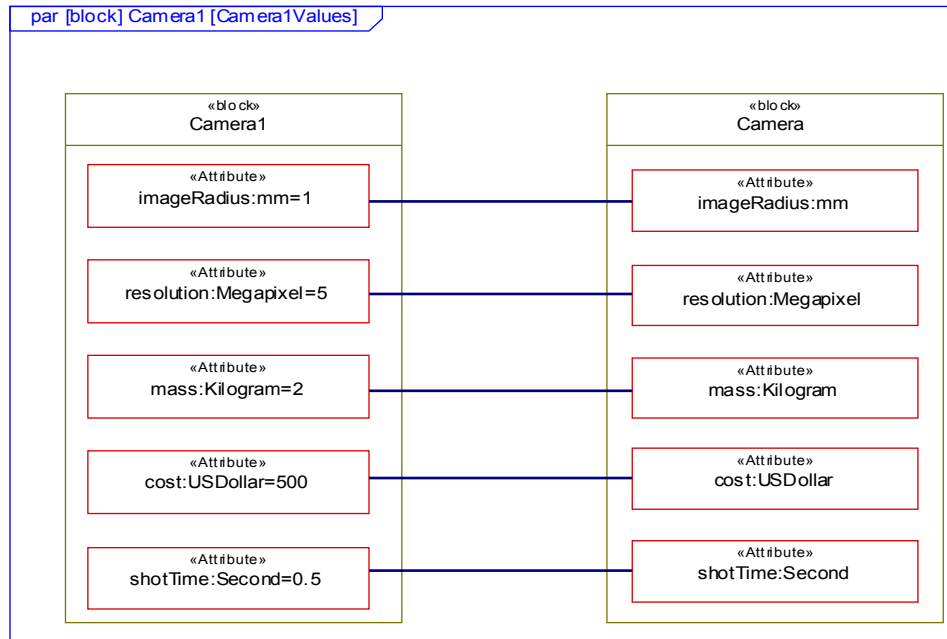 par [block] Camera1 [Camera1Values]
«block»
Camera1
«Attribute»
imageRadius:mm=1
«Attribute»
resolution:Megapixel=5
«Attribute»
mass:Kilogram=2
«Attribute»
cost:USDollar=500
«Attribute»
shotTime:Second=0.5
«block»
Camera
«Attribute»
imageRadius:mm
«Attribute»
resolution:Megapixel
«Attribute»
mass:Kilogram
«Attribute»
cost:USDollar
«Attribute»
shotTime:Second